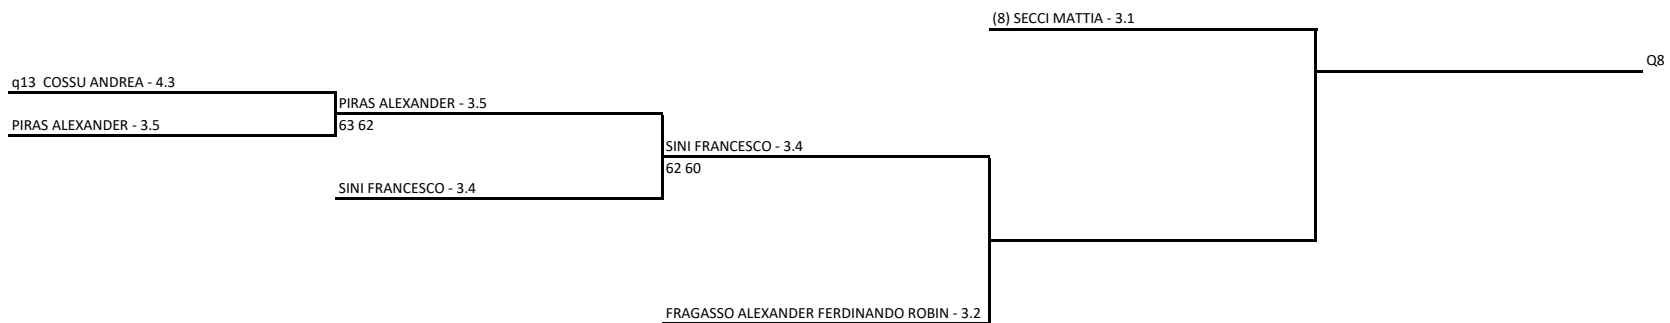 (8) SECCI MATTIA - 3.1
Q8
q13  COSSU ANDREA - 4.3
PIRAS ALEXANDER - 3.5
PIRAS ALEXANDER - 3.5
63 62
SINI FRANCESCO - 3.4
62 60
SINI FRANCESCO - 3.4
FRAGASSO ALEXANDER FERDINANDO ROBIN - 3.2